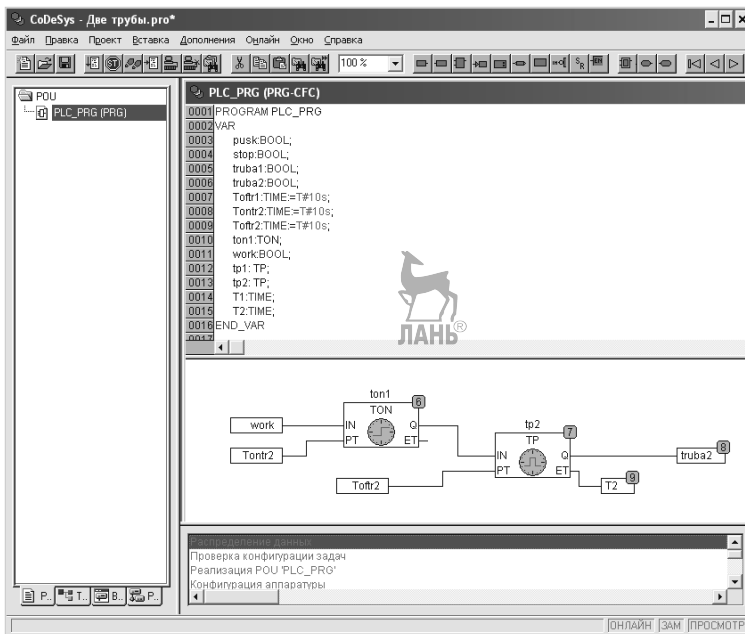 CoDeSys - Две трубы.pro*
Файл Правка Проект Вставка Дополнения Онлайн Окно Справка
100 %
POU
PLC_PRG (PRG)
PLC_PRG (PRG-CFC)
0001 PROGRAM PLC_PRG
0002 VAR
0003 pusk:BOOL;
0004 stop:BOOL;
0005 truba1:BOOL;
0006 truba2:BOOL;
0007 Toftr1:TIME:=T#10s;
0008 Tontr2:TIME:=T#10s;
0009 Toftr2:TIME:=T#10s;
0010 ton1:TON;
0011 work:BOOL;
0012 tp1: TP;
0013 tp2: TP;
0014 T1:TIME;
0015 T2:TIME;
0016 END_VAR
0017
ЛАНЬ®
ton1
6
TON
work
IN Q
Tontr2
PT ET
tp2
7
TP
IN Q
truba2
8
Toftr2
PT ET
T2
9
Распределение данных
Проверка конфигурации задач
Реализация POU 'PLC_PRG'
Конфигурация аппаратуры
P... T... B... P...
ОНЛАЙН ЗАМ ПРОСМОТР